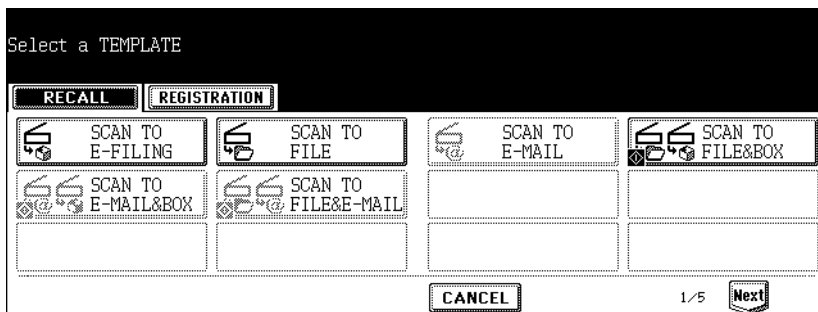 Select a TEMPLATE
RECALL
REGISTRATION
SCAN TO
E-FILING
SCAN TO
FILE
SCAN TO
E-MAIL
SCAN TO
FILE&BOX
SCAN TO
E-MAIL&BOX
SCAN TO
FILE&E-MAIL
CANCEL
1/5
Next